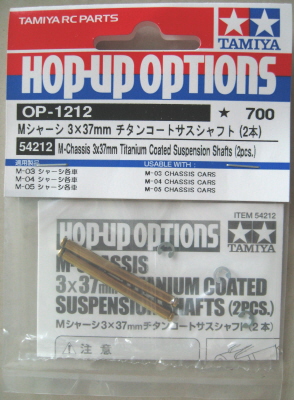 TAMIYA RC PARTS
TAMIYA
HOP-UP OPTIONS
OP-1212 ★ 700
Mシャーシ 3×37mm チタンコートサスシャフト (2本)
54212 M-Chassis 3x37mm Titanium Coated Suspension Shafts (2pcs.)
適用製品: USABLE WITH :
M-03 シャーシ各車 M-03 CHASSIS CARS
M-04 シャーシ各車 M-04 CHASSIS CARS
M-05 シャーシ各車 M-05 CHASSIS CARS
ITEM 54212
HOP-UP OPTIONS
TAMIYA
M-CHASSIS
3×37mm TITANIUM COATED
SUSPENSION SHAFTS (2PCS.)
Mシャーシ3×37mmチタンコートサスシャフト(2本)
注意